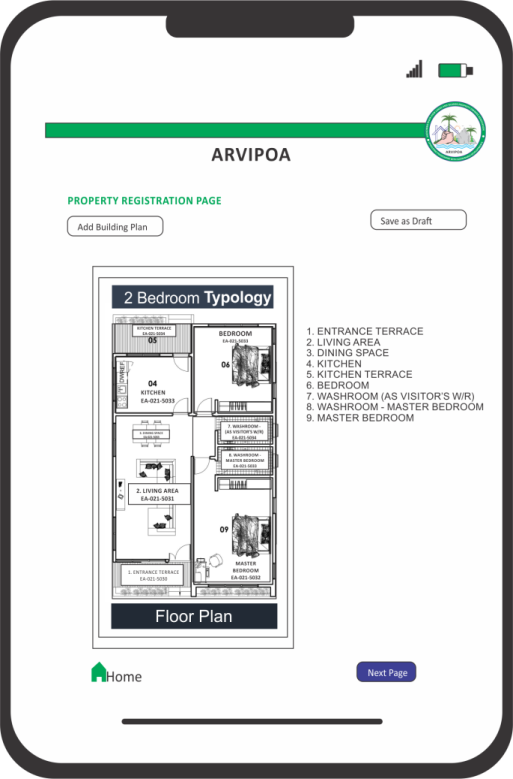 ARVIPOA
ARVIPOA
PROPERTY REGISTRATION PAGE
Add Building Plan
Save as Draft
2 Bedroom Typology
KITCHEN TERRACE
EA-021-5034
05
BEDROOM
EA-021-5033
06
DW/REF.
04
KITCHEN
EA-021-5033
3. DINING SPACE
7. WASHROOM -
(AS VISITOR'S W/R)
EA-021-5034
8. WASHROOM -
MASTER BEDROOM
EA-021-5033
2. LIVING AREA
EA-021-5031
09
MASTER
BEDROOM
EA-021-5032
1. ENTRANCE TERRACE
EA-021-5030
Floor Plan
1. ENTRANCE TERRACE
2. LIVING AREA
3. DINING SPACE
4. KITCHEN
5. KITCHEN TERRACE
6. BEDROOM
7. WASHROOM (AS VISITOR'S W/R)
8. WASHROOM - MASTER BEDROOM
9. MASTER BEDROOM
Home
Next Page